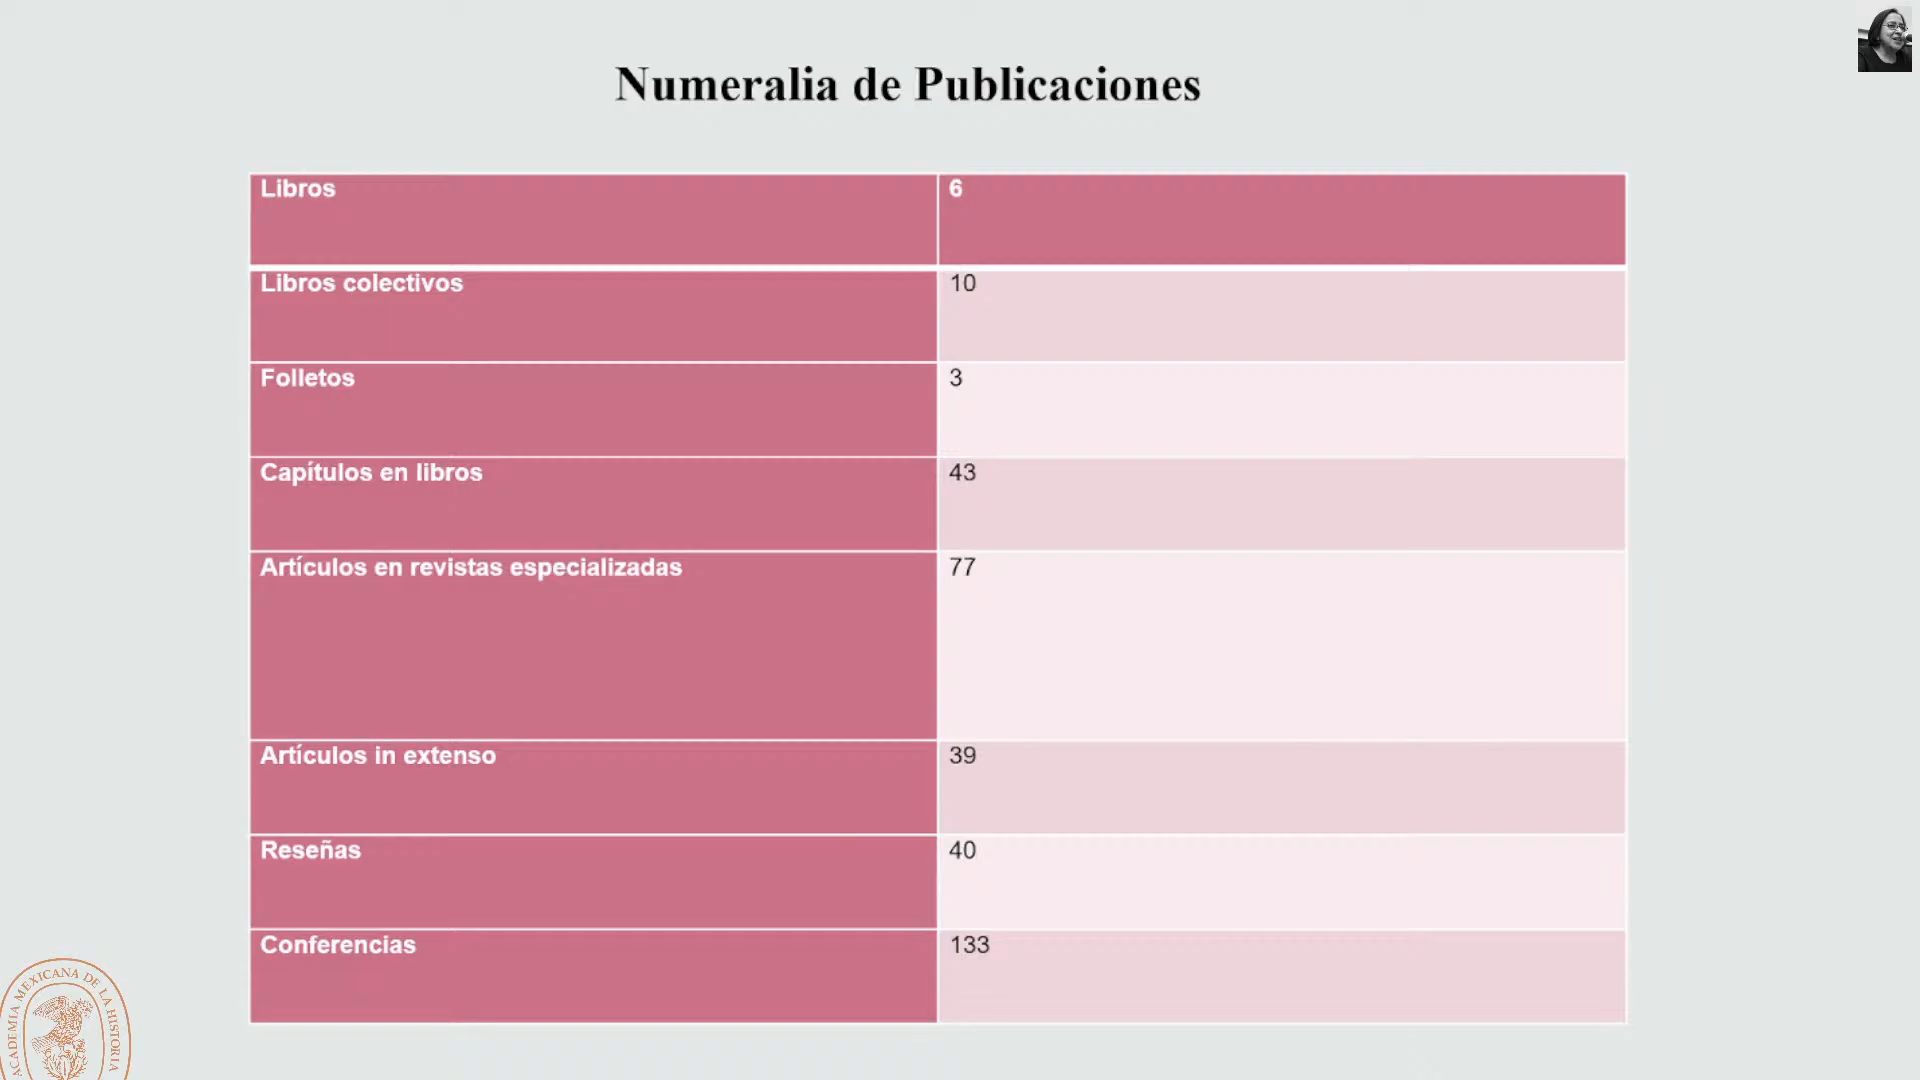 Numeralia de Publicaciones
Libros 6
Libros colectivos 10
Folletos 3
Capítulos en libros 43
Artículos en revistas especializadas 77
Artículos in extenso 39
Reseñas 40
Conferencias 133
ACADEMIA MEXICANA DE LA HISTORIA